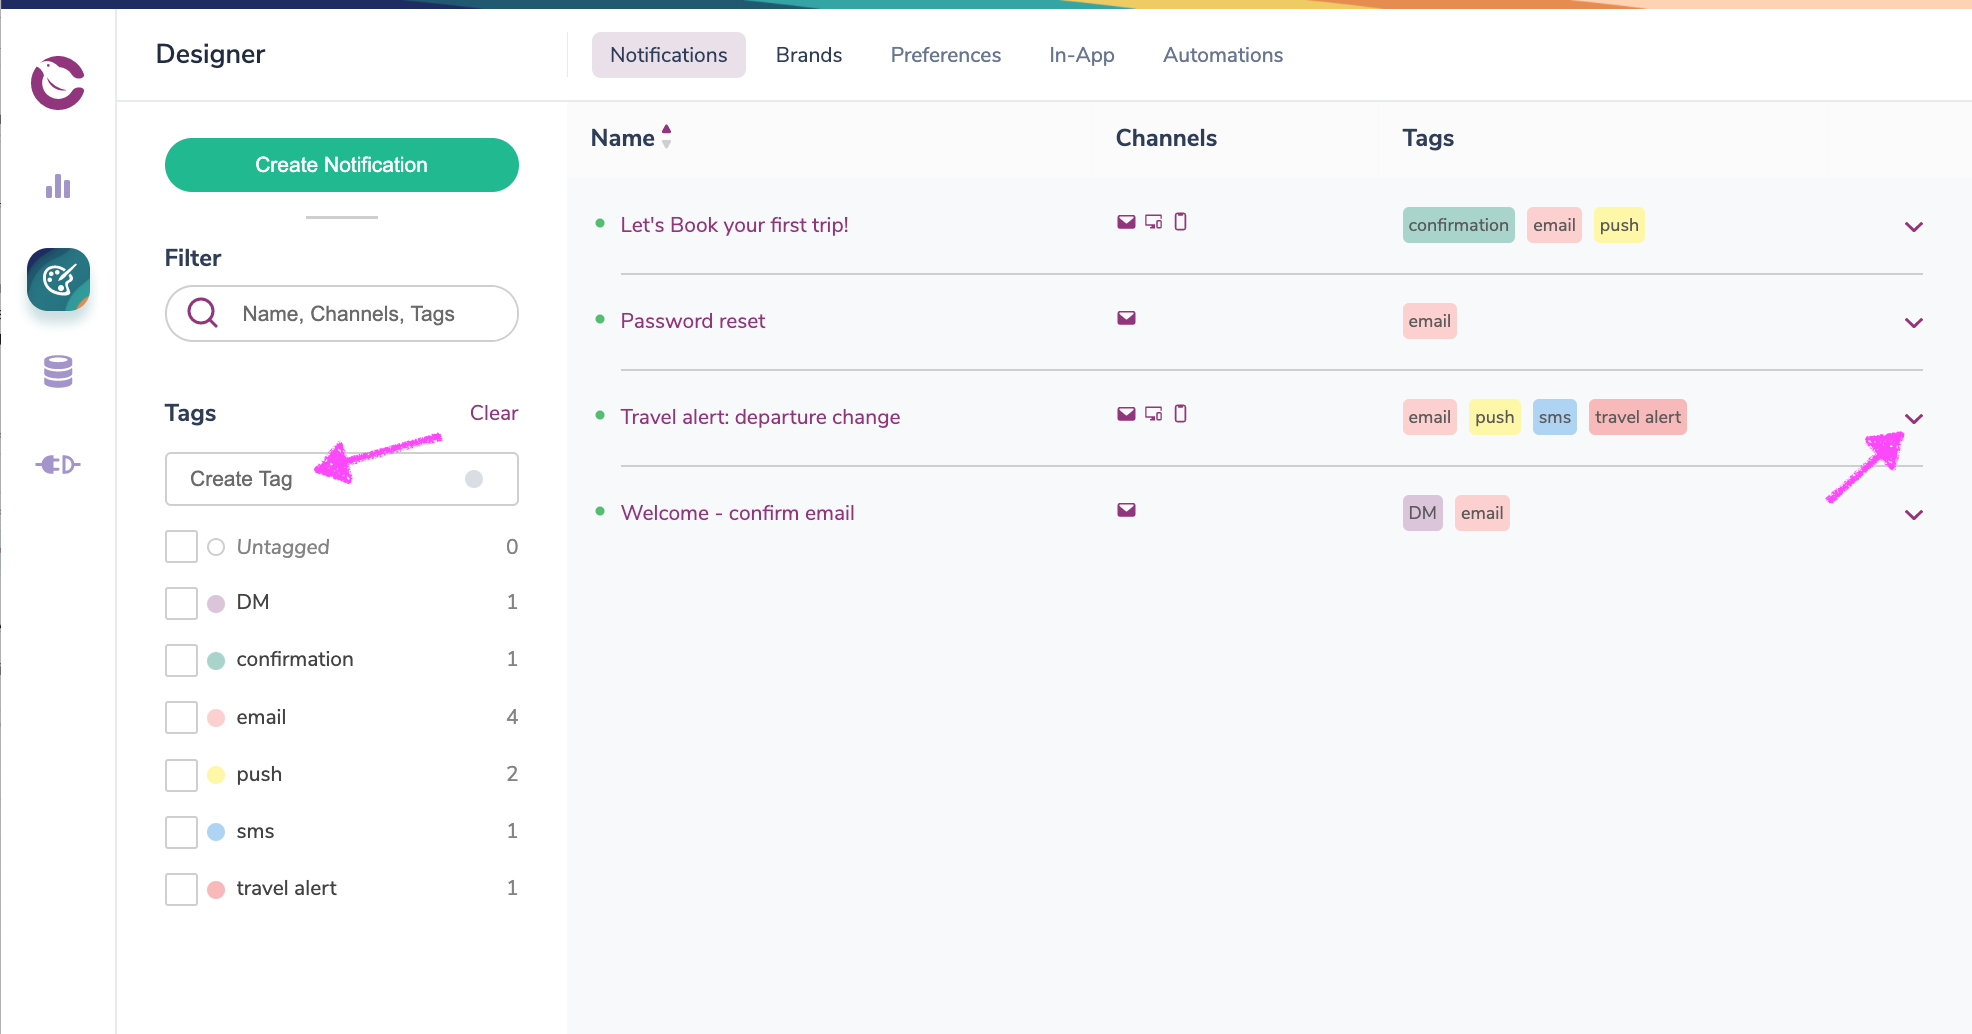 Designer
Notifications Brands Preferences In-App Automations
Create Notification
Filter
Name, Channels, Tags
Tags Clear
Create Tag
Untagged 0
DM 1
confirmation 1
email 4
push 2
sms 1
travel alert 1
Name Channels Tags
Let's Book your first trip! confirmation email push
Password reset email
Travel alert: departure change email push sms travel alert
Welcome - confirm email DM email